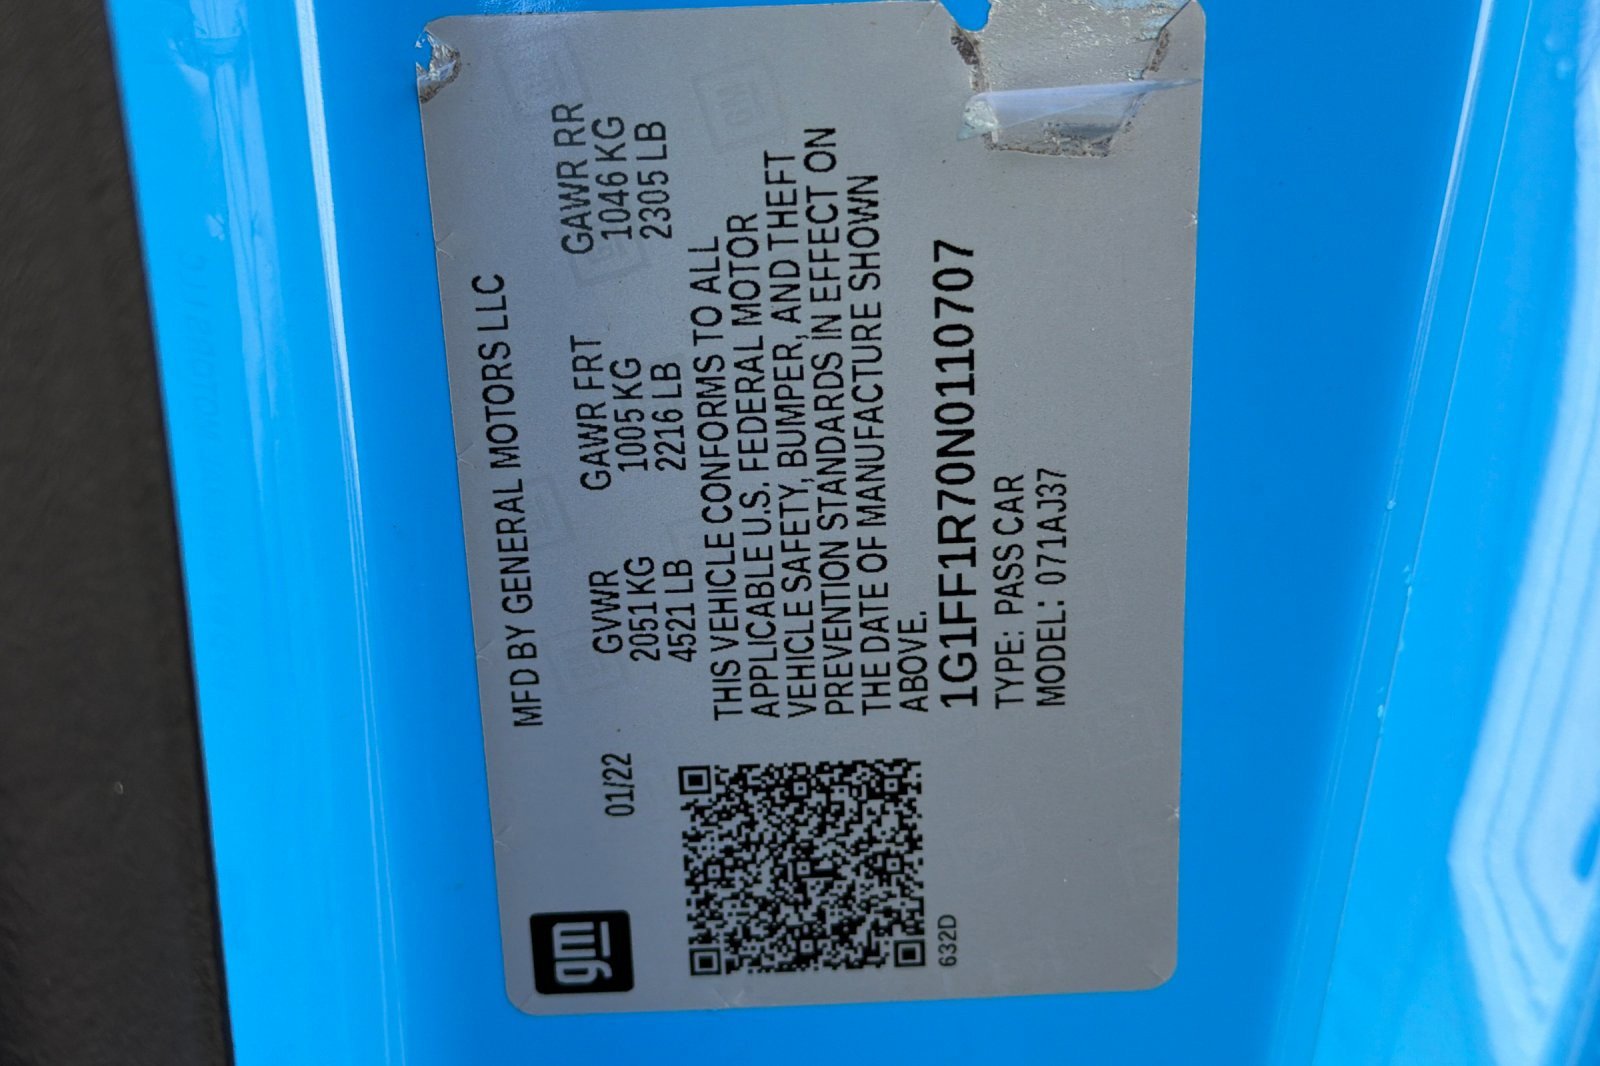 gm
MFD BY GENERAL MOTORS LLC
01/22 GVWR GAWR FRT GAWR RR
2051 KG 1005 KG 1046 KG
4521 LB 2216 LB 2305 LB
THIS VEHICLE CONFORMS TO ALL
APPLICABLE U.S. FEDERAL MOTOR
VEHICLE SAFETY, BUMPER, AND THEFT
PREVENTION STANDARDS IN EFFECT ON
THE DATE OF MANUFACTURE SHOWN
ABOVE.
1G1FF1R70N0110707
TYPE: PASS CAR
MODEL: 071AJ37
632D